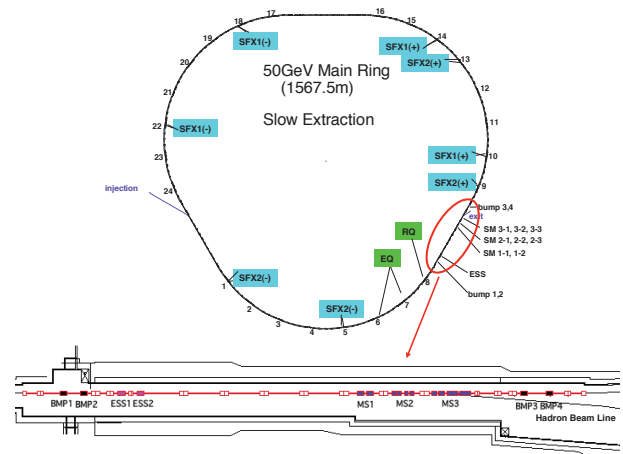 18
17
16
15
19
SFX1(-)
SFX1(+)
14
SFX2(+)
13
50GeV Main Ring
(1567.5m)
20
12
21
Slow Extraction
11
22
SFX1(-)
SFX1(+)
10
23
SFX2(+)
9
24
injection
bump 3,4
exit
RQ
SM 3-1, 3-2, 3-3
SM 2-1, 2-2, 2-3
SM 1-1, 1-2
EQ
ESS
1
SFX2(-)
8
bump 1,2
2
7
3
SFX2(-)
6
4
5
BMP1
BMP2
ESS1
ESS2
MS1
MS2
MS3
BMP3
BMP4
Hadron Beam Line